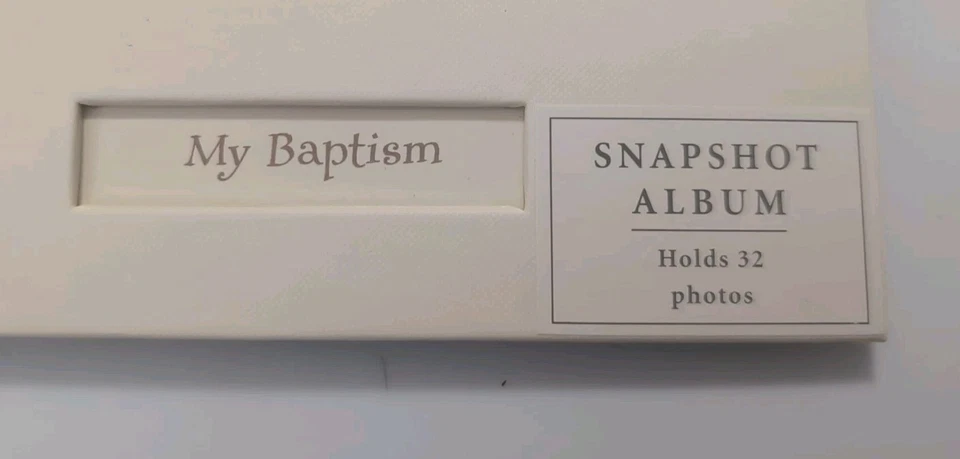 My Baptism
SNAPSHOT
ALBUM
Holds 32
photos